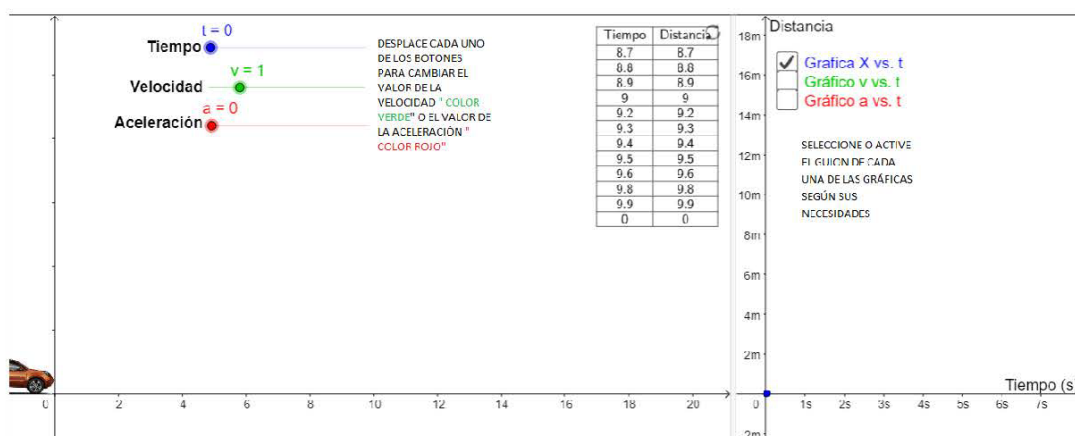 t = 0
Tiempo
v = 1
Velocidad
a = 0
Aceleración
DESPLACE CADA UNO
DE LOS BOTONES
PARA CAMBIAR EL
VALOR DE LA
VELOCIDAD " COLOR
VERDE" O EL VALOR DE
LA ACELERACIÓN "
COLOR ROJO"
Tiempo Distancia
8.7 8.7
8.8 8.8
8.9 8.9
9 9
9.2 9.2
9.3 9.3
9.4 9.4
9.5 9.5
9.6 9.6
9.8 9.8
9.9 9.9
0 0
0 2 4 6 8 10 12 14 16 18 20
Distancia
18m
16m
14m
12m
10m
8m
6m
4m
2m
0
2m
Grafica X vs. t
Gráfico v vs. t
Gráfico a vs. t
SELECCIONE O ACTIVE
EL GUION DE CADA
UNA DE LAS GRÁFICAS
SEGÚN SUS
NECESIDADES
Tiempo (s
1s 2s 3s 4s 5s 6s 7s